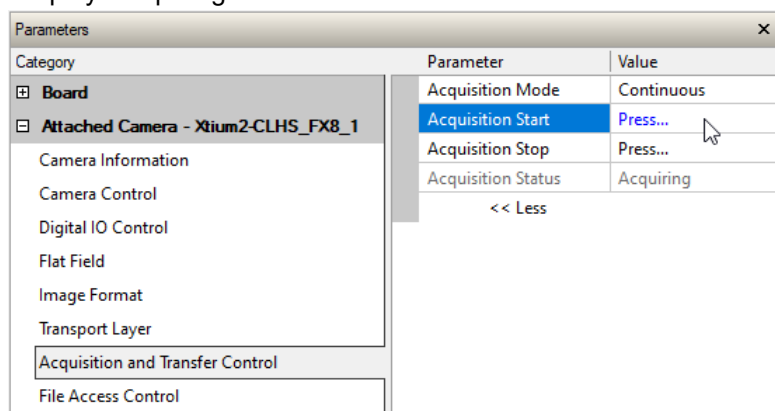 Parameters x
Category Parameter Value
Board Acquisition Mode Continuous
Attached Camera - Xtium2-CLHS_FX8_1 Acquisition Start Press...
Camera Information Acquisition Stop Press...
Camera Control Acquisition Status Acquiring
Digital IO Control << Less
Flat Field
Image Format
Transport Layer
Acquisition and Transfer Control
File Access Control